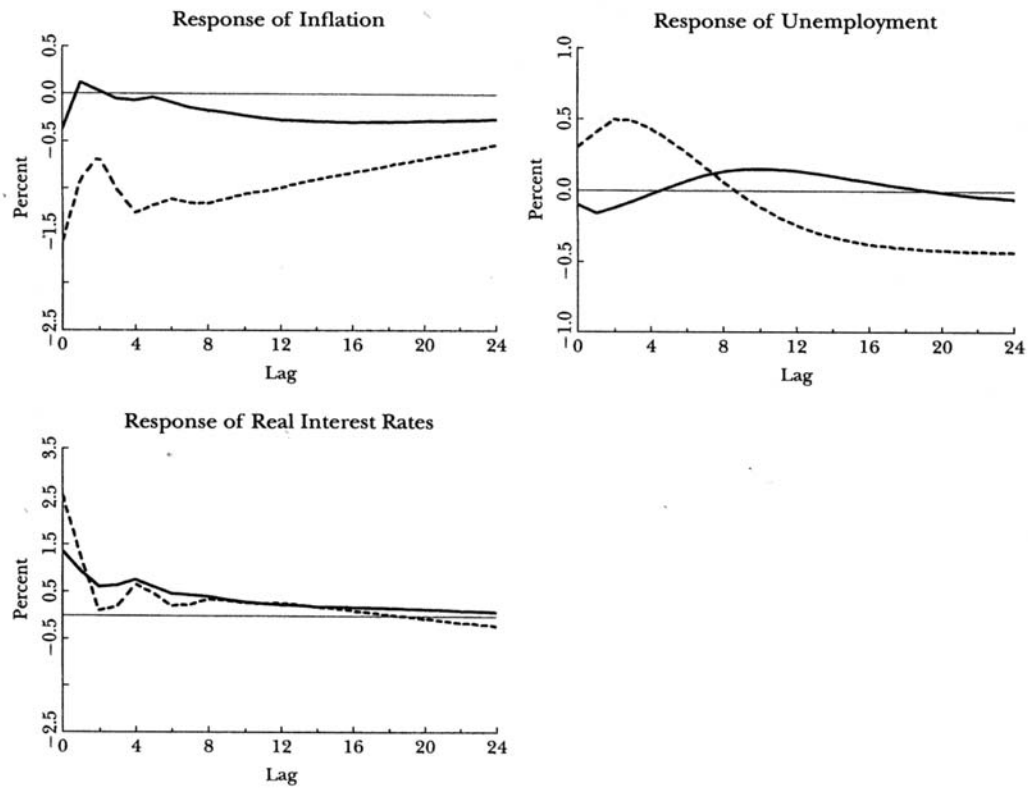 Response of Inflation
Percent
0.5
0.0
−0.5
−1.5
−2.5
0 4 8 12 16 20 24
Lag
Response of Unemployment
Percent
1.0
0.5
0.0
−0.5
−1.0
0 4 8 12 16 20 24
Lag
Response of Real Interest Rates
Percent
3.5
2.5
1.5
0.5
−0.5
−2.5
0 4 8 12 16 20 24
Lag